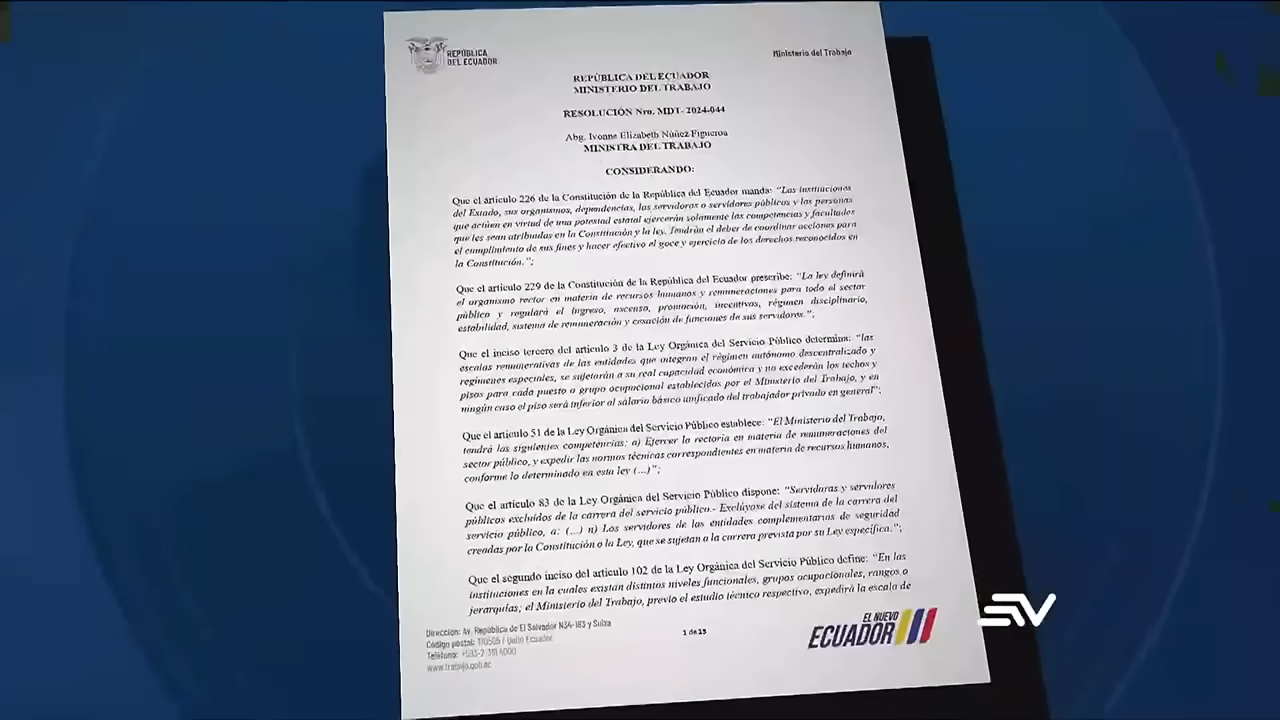 REPÚBLICA
DEL ECUADOR
Ministerio del Trabajo
REPÚBLICA DEL ECUADOR
MINISTERIO DEL TRABAJO
RESOLUCIÓN Nro. MDT- 2024-044
Abg. Ivonne Elizabeth Núñez Figueroa
MINISTRA DEL TRABAJO
CONSIDERANDO:
Que el artículo 226 de la Constitución de la República del Ecuador manda: “Las instituciones
del Estado, sus organismos, dependencias, las servidoras o servidores públicos y las personas
que actúen en virtud de una potestad estatal ejercerán solamente las competencias y facultades
que les sean atribuidas en la Constitución y la ley. Tendrán el deber de coordinar acciones para
el cumplimiento de sus fines y hacer efectivo el goce y ejercicio de los derechos reconocidos en
la Constitución.”;
Que el artículo 229 de la Constitución de la República del Ecuador prescribe: “La ley definirá
el organismo rector en materia de recursos humanos y remuneraciones para todo el sector
público y regulará el ingreso, ascenso, promoción, incentivos, régimen disciplinario,
estabilidad, sistema de remuneración y cesación de funciones de sus servidores.”;
Que el inciso tercero del artículo 3 de la Ley Orgánica del Servicio Público determina: “las
escalas remunerativas de las entidades que integran el régimen autónomo descentralizado y
regímenes especiales, se sujetarán a su real capacidad económica y no excederán los techos y
pisos para cada puesto o grupo ocupacional establecidos por el Ministerio del Trabajo, y en
ningún caso el piso será inferior al salario básico unificado del trabajador privado en general”;
Que el artículo 51 de la Ley Orgánica del Servicio Público establece: “El Ministerio del Trabajo,
tendrá las siguientes competencias: a) Ejercer la rectoría en materia de remuneraciones del
sector público, y expedir las normas técnicas correspondientes en materia de recursos humanos,
conforme lo determinado en esta ley (...)”;
Que el artículo 83 de la Ley Orgánica del Servicio Público dispone: “Servidoras y servidores
públicos excluidos de la carrera del servicio público.- Exclúyase del sistema de la carrera del
servicio público, a: (...) n) Los servidores de las entidades complementarias de seguridad
creadas por la Constitución o la Ley, que se sujetan a la carrera prevista por su Ley específica.”;
Que el segundo inciso del artículo 102 de la Ley Orgánica del Servicio Público define: “En las
instituciones en la cuales existan distintos niveles funcionales, grupos ocupacionales, rangos o
jerarquías; el Ministerio del Trabajo, previo el estudio técnico respectivo, expedirá la escala de
Dirección: Av. República de El Salvador N34-183 y Suiza
Código postal: 170505 / Quito Ecuador
Teléfono: +593-2-381 4000
www.trabajo.gob.ec
1 de 15
EL NUEVO
ECUADOR